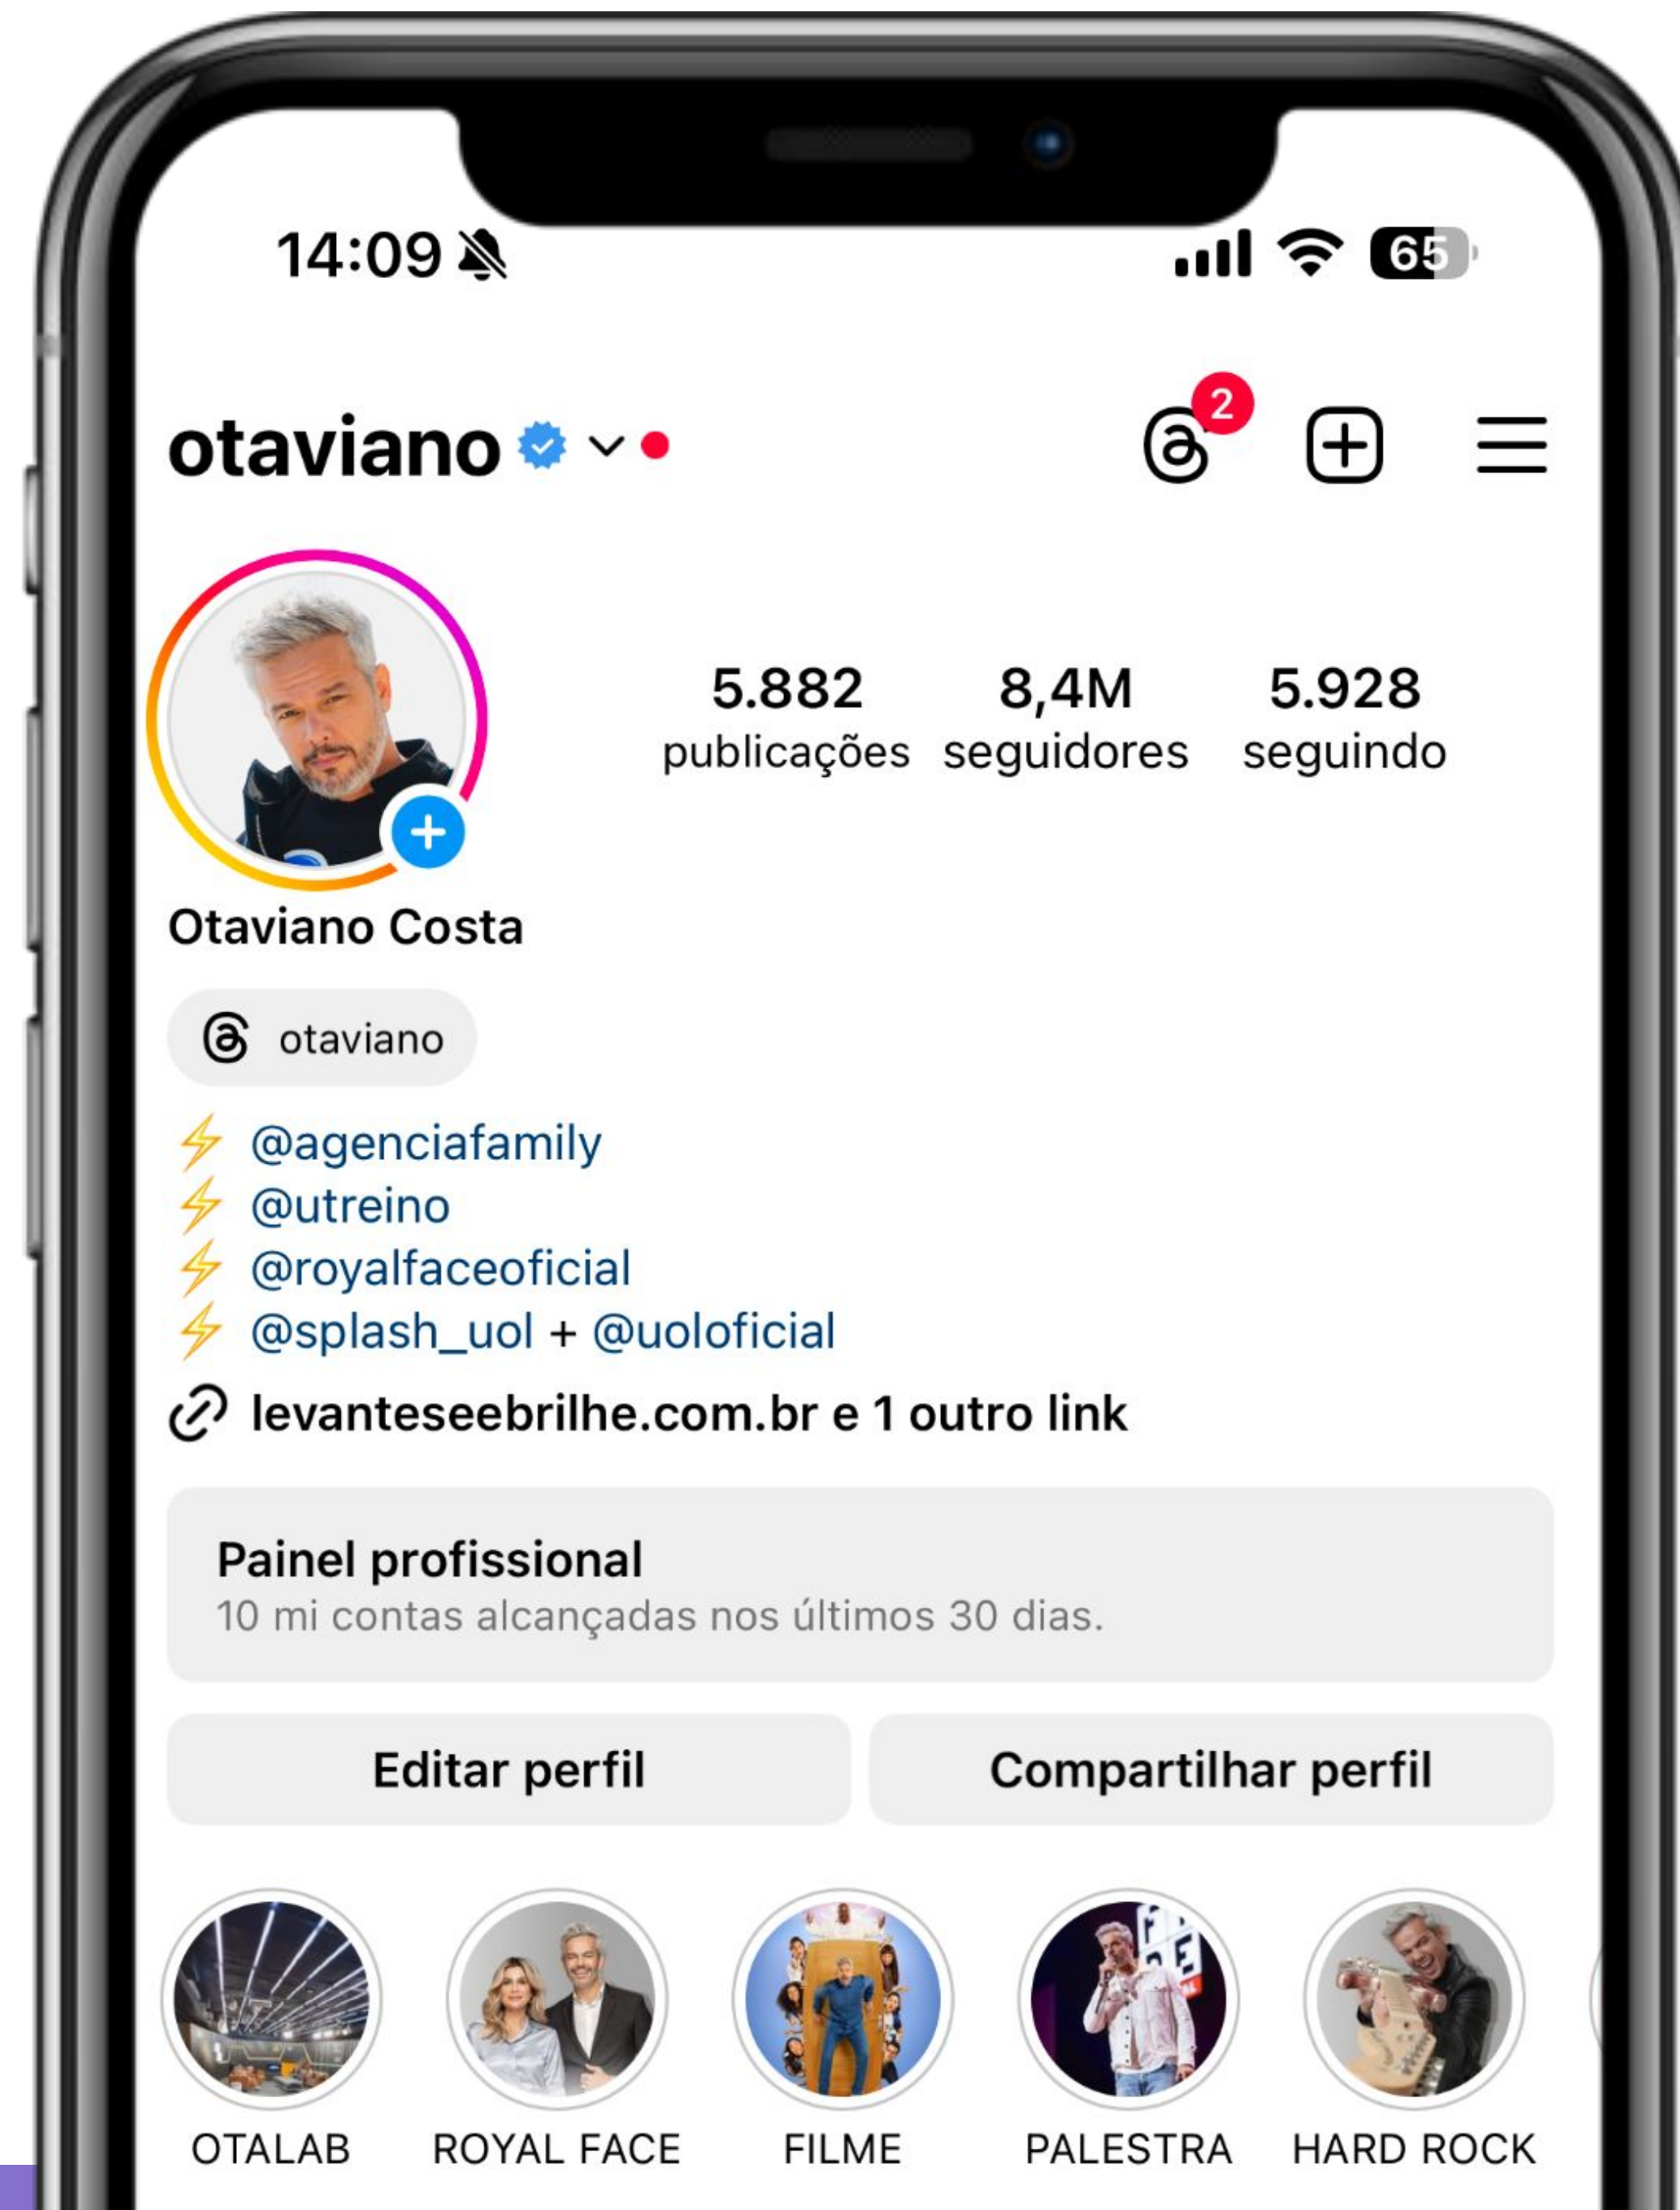 14:09
65
otaviano
2
5.882 8,4M 5.928
publicações seguidores seguindo
Otaviano Costa
otaviano
@agenciafamily
@utreino
@royalfaceoficial
@splash_uol + @uoloficial
levanteseebrilhe.com.br e 1 outro link
Painel profissional
10 mi contas alcançadas nos últimos 30 dias.
Editar perfil Compartilhar perfil
OTALAB ROYAL FACE FILME PALESTRA HARD ROCK